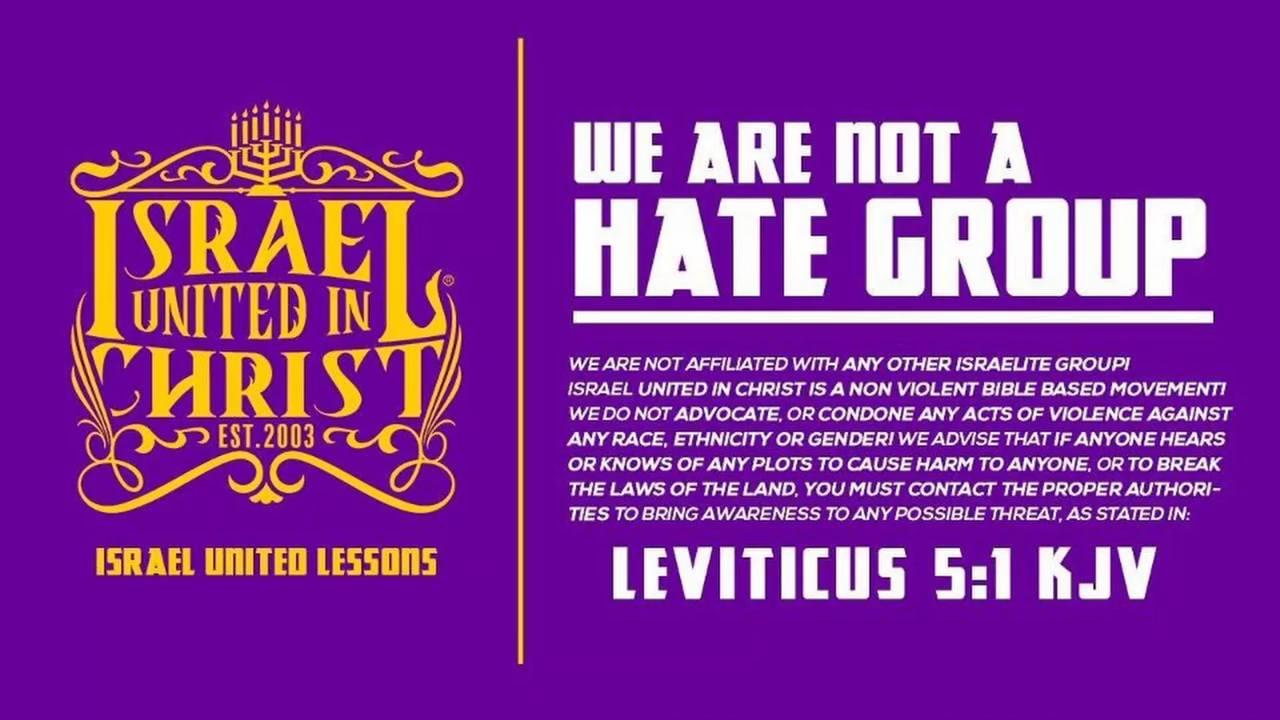 ISRAEL
UNITED IN
CHRIST
EST.2003
ISRAEL UNITED LESSONS
WE ARE NOT A
HATE GROUP
WE ARE NOT AFFILIATED WITH ANY OTHER ISRAELITE GROUP!
ISRAEL UNITED IN CHRIST IS A NON VIOLENT BIBLE BASED MOVEMENT!
WE DO NOT ADVOCATE, OR CONDONE ANY ACTS OF VIOLENCE AGAINST
ANY RACE, ETHNICITY OR GENDER! WE ADVISE THAT IF ANYONE HEARS
OR KNOWS OF ANY PLOTS TO CAUSE HARM TO ANYONE, OR TO BREAK
THE LAWS OF THE LAND, YOU MUST CONTACT THE PROPER AUTHORI-
TIES TO BRING AWARENESS TO ANY POSSIBLE THREAT, AS STATED IN:
LEVITICUS 5:1 KJV